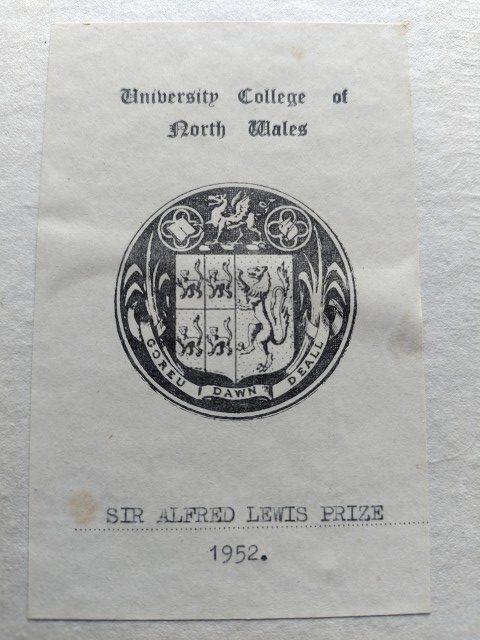 University College of
North Wales
GOREU DAWN DEALL
SIR ALFRED LEWIS PRIZE
1952.